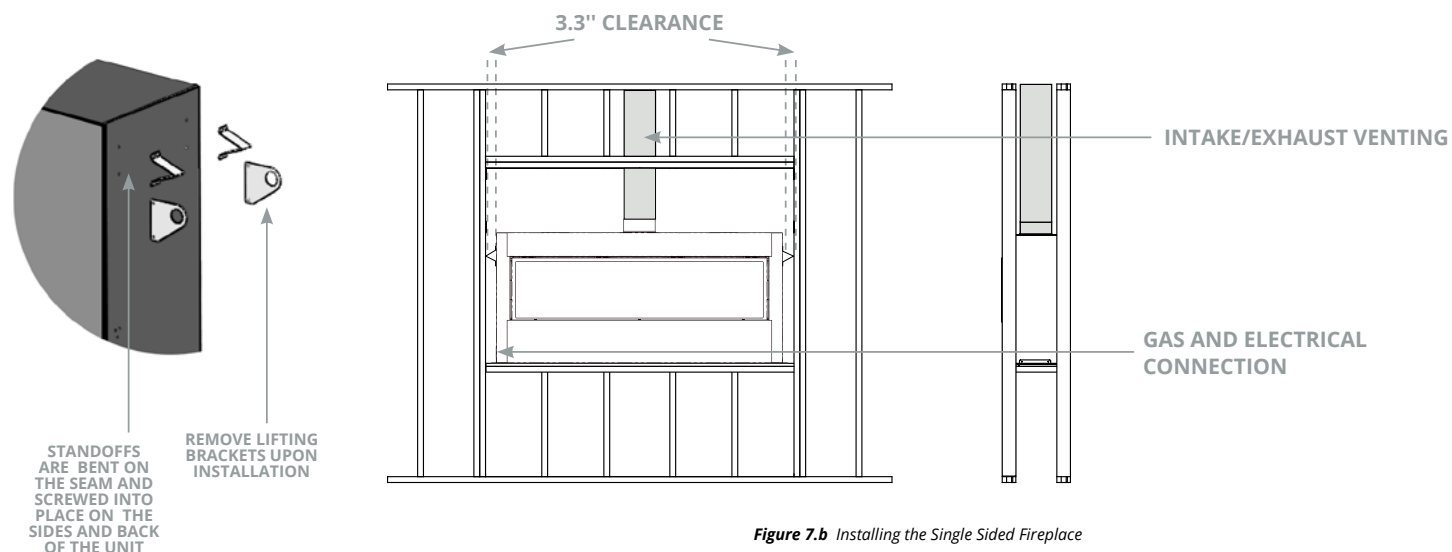 3.3'' CLEARANCE
INTAKE/EXHAUST VENTING
GAS AND ELECTRICAL
CONNECTION
STANDOFFS
ARE BENT ON
THE SEAM AND
SCREWED INTO
PLACE ON THE
SIDES AND BACK
OF THE UNIT
REMOVE LIFTING
BRACKETS UPON
INSTALLATION
Figure 7.b Installing the Single Sided Fireplace